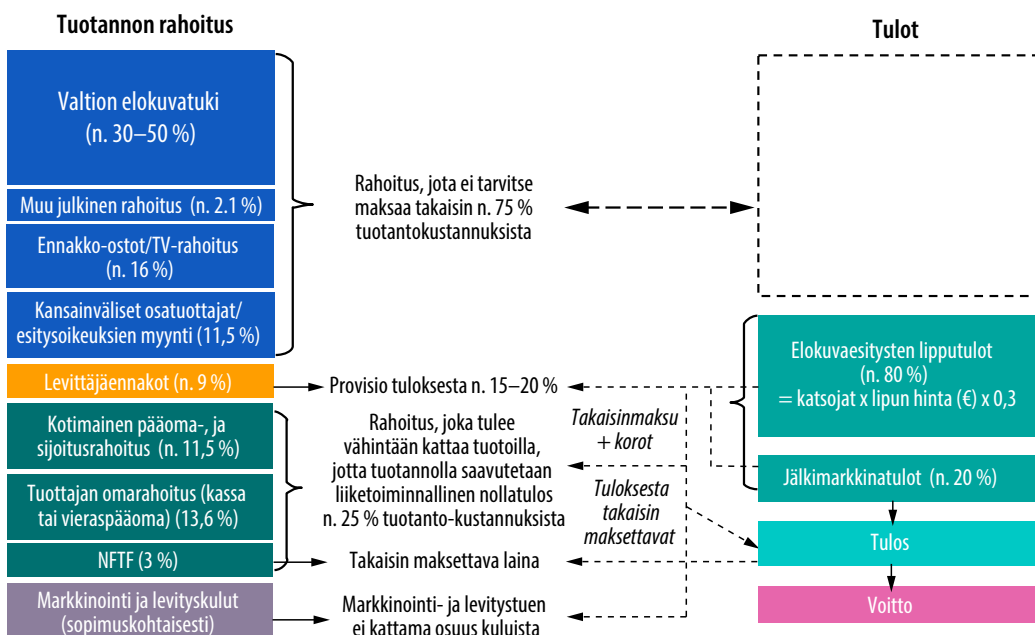 Tuotannon rahoitus
Valtion elokuvatuki
(n. 30–50 %)
Muu julkinen rahoitus (n. 2.1 %)
Ennakko-ostot/TV-rahoitus
(n. 16 %)
Kansainväliset osatuottajat/
esitysoikeuksien myynti (11,5 %)
Levittäjäennakot (n. 9 %)
Kotimainen pääoma-, ja
sijoitusrahoitus (n. 11,5 %)
Tuottajan omarahoitus (kassa
tai vieraspääoma) (13,6 %)
NFTF (3 %)
Markkinointi ja levityskulut
(sopimuskohtaisesti)
Rahoitus, jota ei tarvitse
maksaa takaisin n. 75 %
tuotantokustannuksista
Provisio tuloksesta n. 15–20 %
Rahoitus, joka tulee
vähintään kattaa tuotoilla,
jotta tuotannolla saavutetaan
liiketoiminnallinen nollatulos
n. 25 % tuotanto-kustannuksista
Takaisin maksettava laina
Markkinointi- ja levitystuen
ei kattama osuus kuluista
Takaisinmaksu
+ korot
Tuloksesta
takaisin
maksettavat
Tulot
Elokuvaesitysten lipputulot
(n. 80 %)
= katsojat x lipun hinta (€) x 0,3
Jälkimarkkinatulot (n. 20 %)
Tulos
Voitto